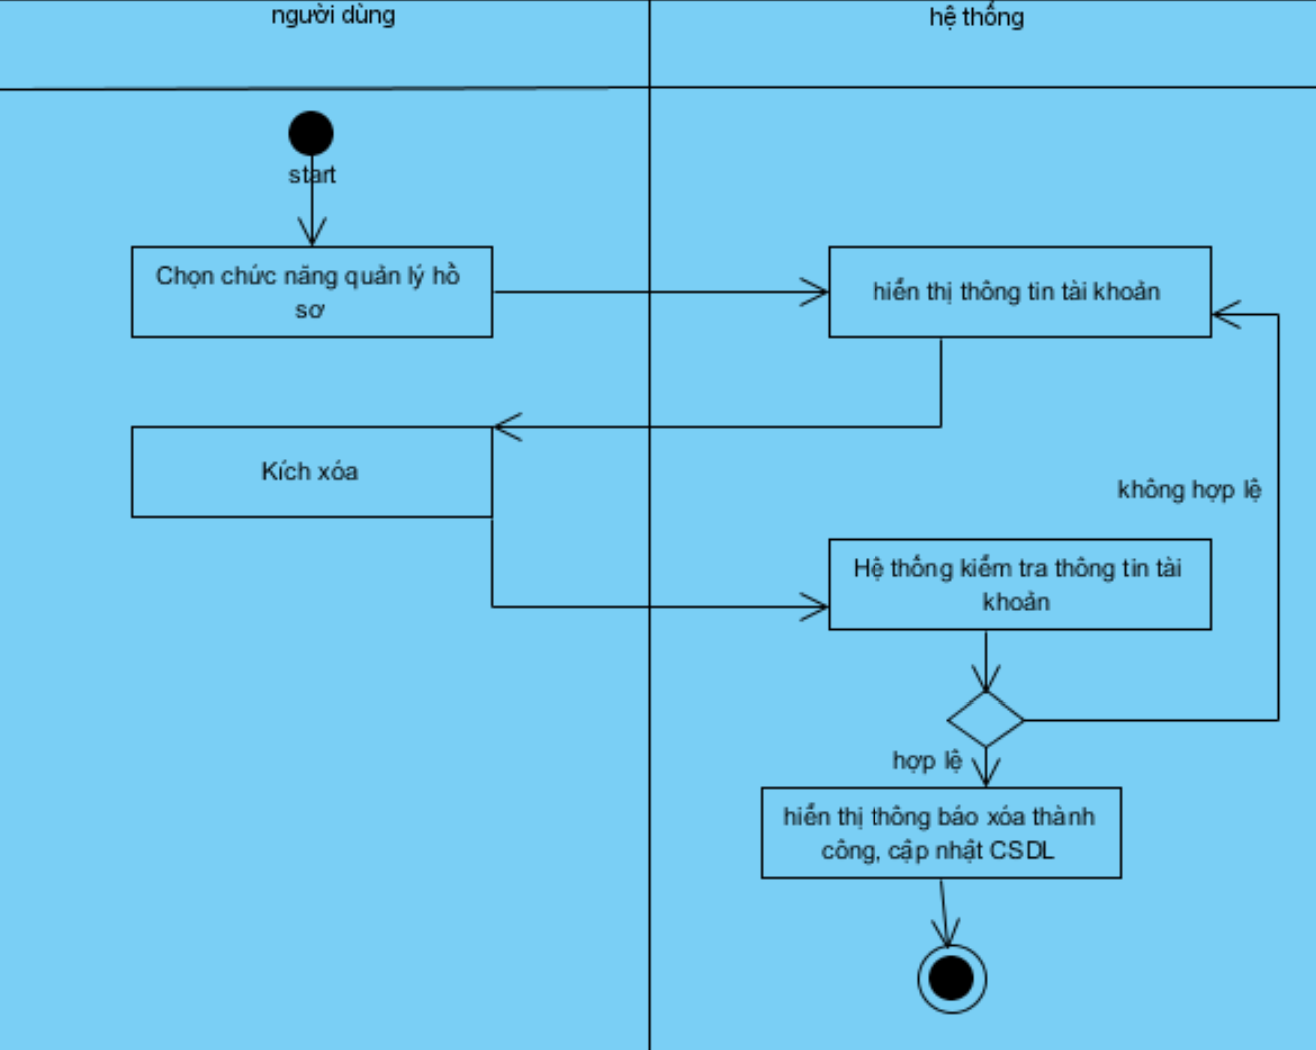 người dùng
hệ thống
start
Chọn chức năng quản lý hồ
sơ
hiển thị thông tin tài khoản
Kích xóa
không hợp lệ
Hệ thống kiểm tra thông tin tài
khoản
hợp lệ
hiển thị thông báo xóa thành
công, cập nhật CSDL